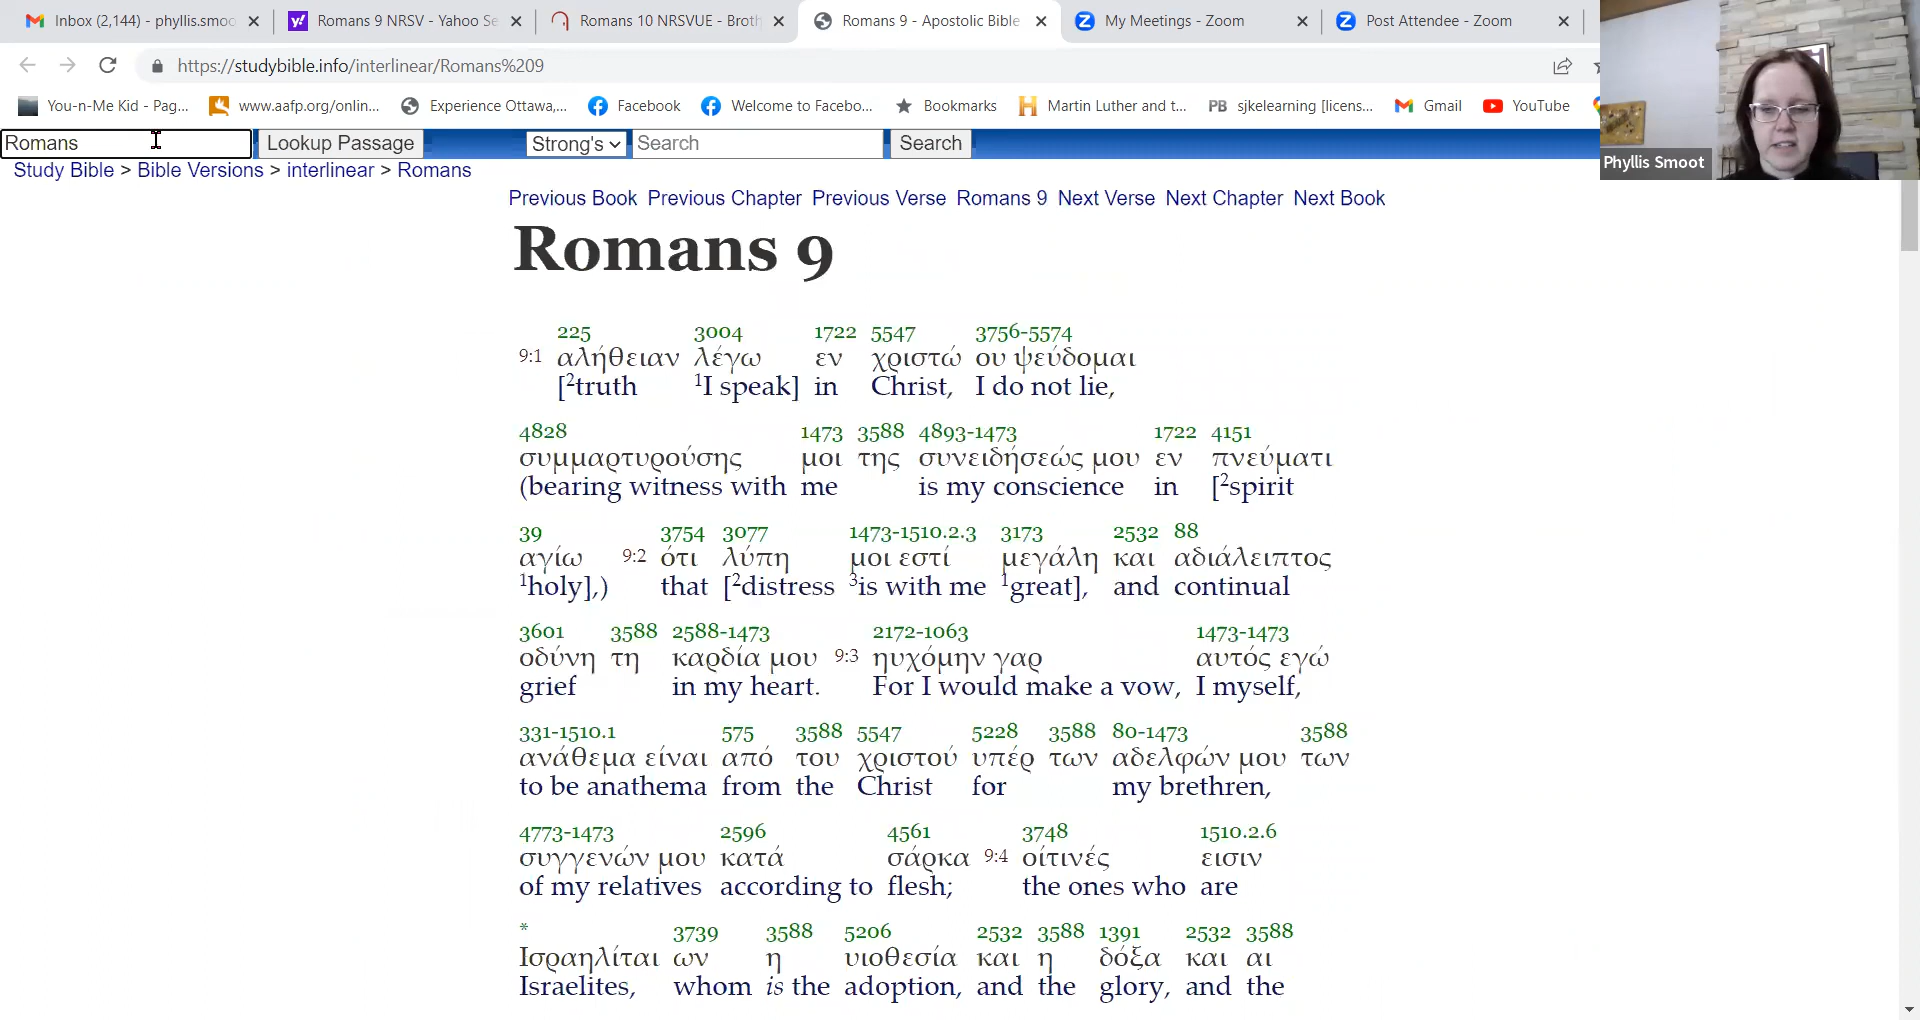 Inbox (2,144) - phyllis.smoo
Romans 9 NRSV - Yahoo Se
Romans 10 NRSVUE - Broth
Romans 9 - Apostolic Bible
My Meetings - Zoom
Post Attendee - Zoom
https://studybible.info/interlinear/Romans%209
You-n-Me Kid - Pag...
www.aafp.org/onlin...
Experience Ottawa,...
Facebook
Welcome to Facebo...
Bookmarks
Martin Luther and t...
PB sjkelearning [licens...
Gmail
YouTube
Phyllis Smoot
Romans Lookup Passage Strong's Search Search
Study Bible > Bible Versions > interlinear > Romans
Previous Book Previous Chapter Previous Verse Romans 9 Next Verse Next Chapter Next Book
Romans 9
225 3004 1722 5547 3756-5574
9:1 αλήθειαν λέγω εν χριστώ ου ψεύδομαι
[²truth ¹I speak] in Christ, I do not lie,
4828 1473 3588 4893-1473 1722 4151
συμμαρτυρούσης μοι της συνειδήσεώς μου εν πνεύματι
(bearing witness with me is my conscience in [²spirit
39 3754 3077 1473-1510.2.3 3173 2532 88
αγίω 9:2 ότι λύπη μοι εστί μεγάλη και αδιάλειπτος
¹holy],) that [²distress ³is with me ¹great], and continual
3601 3588 2588-1473 2172-1063 1473-1473
οδύνη τη καρδία μου 9:3 ηυχόμην γαρ αυτός εγώ
grief in my heart. For I would make a vow, I myself,
331-1510.1 575 3588 5547 5228 3588 80-1473 3588
ανάθεμα είναι από του χριστού υπέρ των αδελφών μου των
to be anathema from the Christ for my brethren,
4773-1473 2596 4561 3748 1510.2.6
συγγενών μου κατά σάρκα 9:4 οίτινές εισιν
of my relatives according to flesh; the ones who are
* 3739 3588 5206 2532 3588 1391 2532 3588
Ισραηλίται ων η υιοθεσία και η δόξα και αι
Israelites, whom is the adoption, and the glory, and the